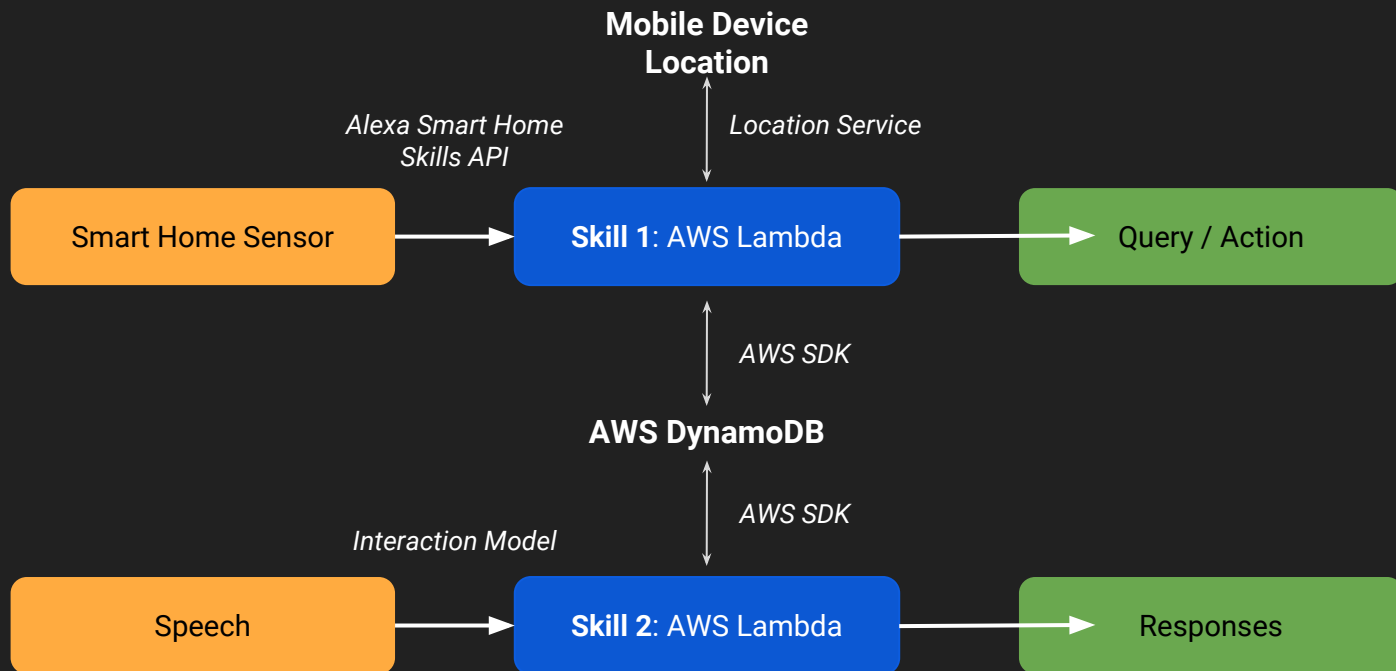 Mobile Device
Location
Alexa Smart Home
Skills API
Location Service
Smart Home Sensor
Skill 1: AWS Lambda
Query / Action
AWS SDK
AWS DynamoDB
AWS SDK
Interaction Model
Speech
Skill 2: AWS Lambda
Responses